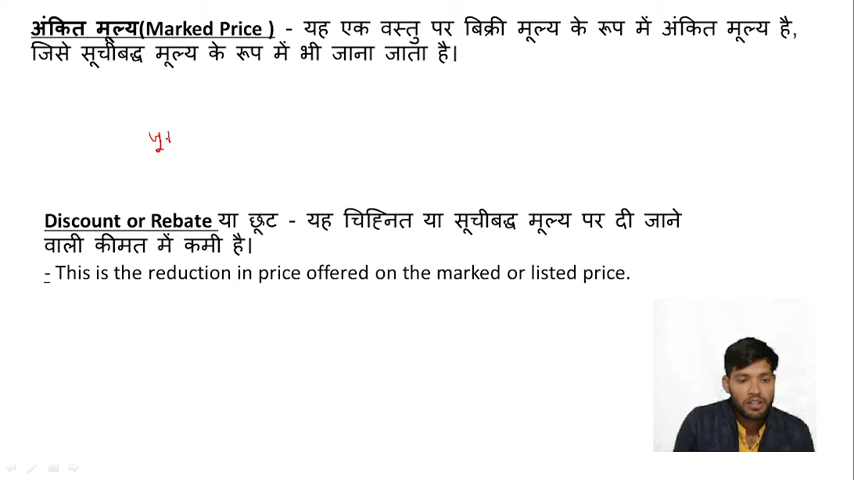 अंकित मूल्य(Marked Price ) - यह एक वस्तु पर बिक्री मूल्य के रूप में अंकित मूल्य है,
जिसे सूचीबद्ध मूल्य के रूप में भी जाना जाता है।
Discount or Rebate या छूट - यह चिह्नित या सूचीबद्ध मूल्य पर दी जाने
वाली कीमत में कमी है।
- This is the reduction in price offered on the marked or listed price.